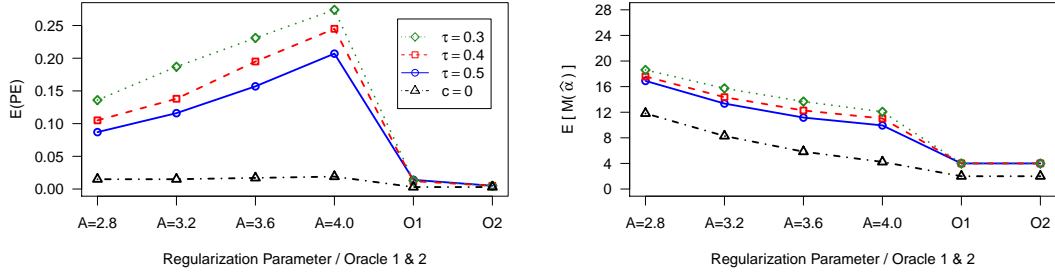 E(PE)
0.25
0.20
0.15
0.10
0.05
0.00
τ = 0.3
τ = 0.4
τ = 0.5
c = 0
A=2.8 A=3.2 A=3.6 A=4.0 O1 O2
Regularization Parameter / Oracle 1 & 2
E [ M(α̂) ]
28
24
20
16
12
8
4
0
A=2.8 A=3.2 A=3.6 A=4.0 O1 O2
Regularization Parameter / Oracle 1 & 2